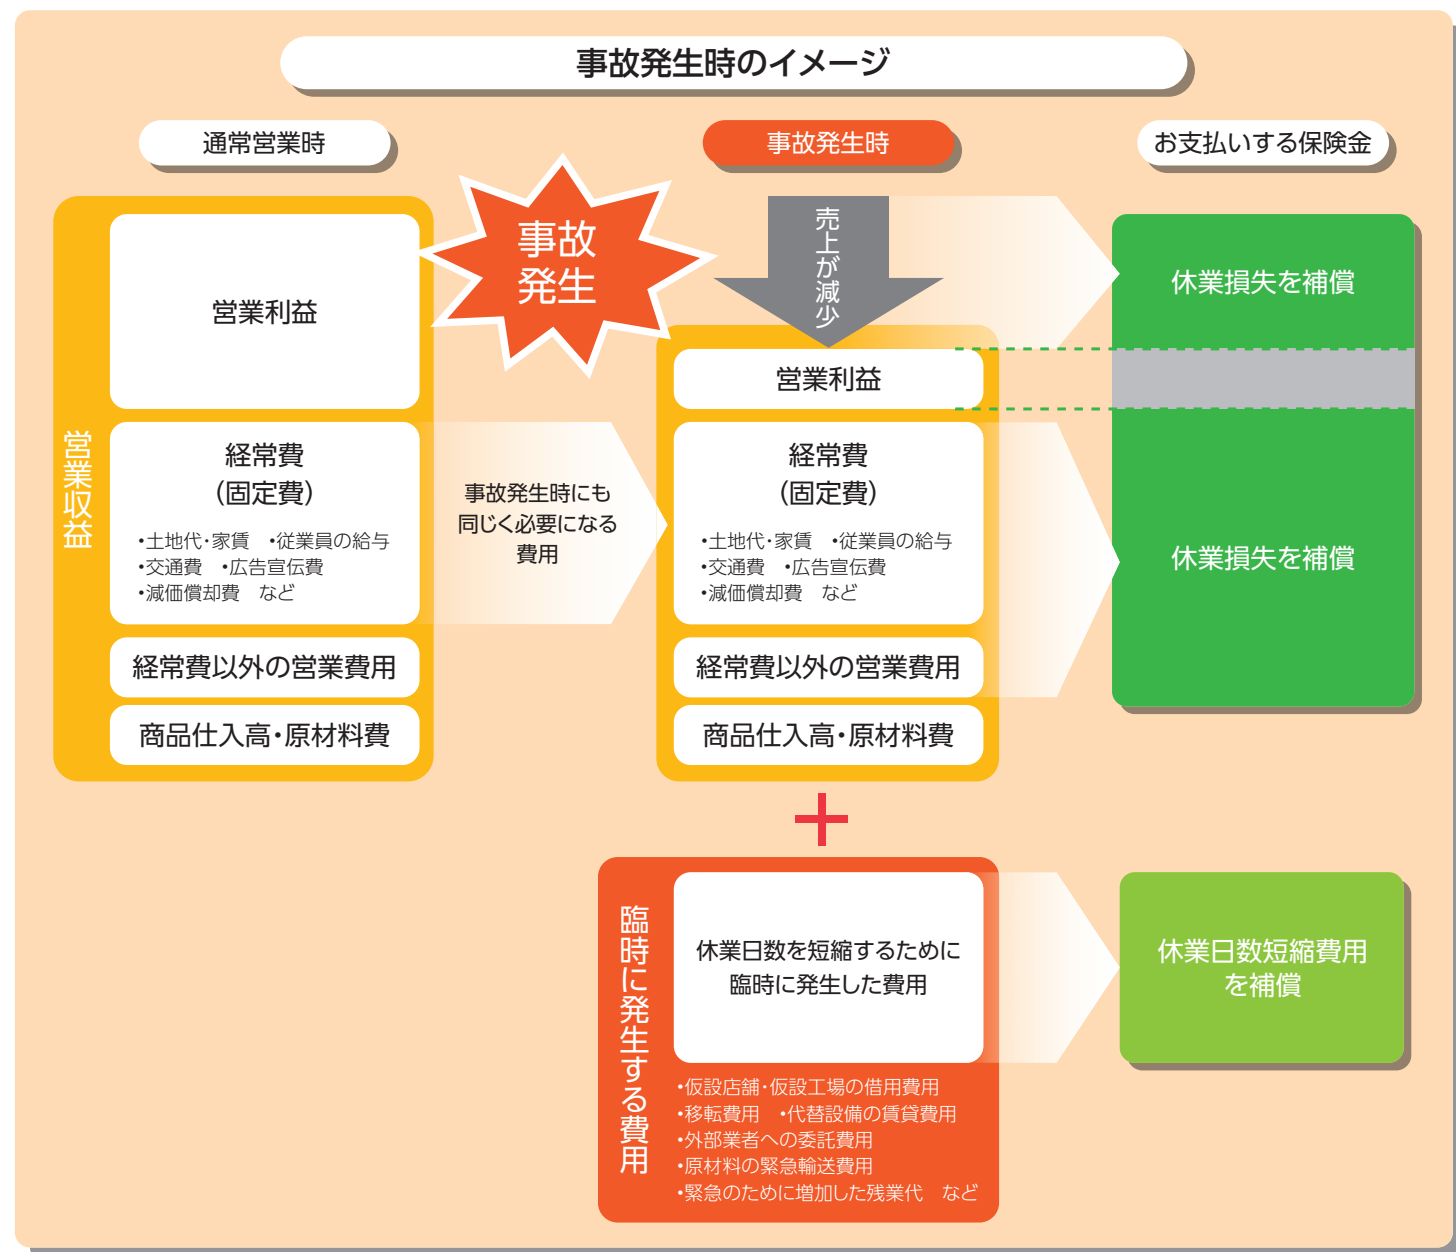 事故発生時のイメージ
通常営業時
事故発生時
お支払いする保険金
営業収益
営業利益
経常費
(固定費)
・土地代・家賃　・従業員の給与
・交通費　・広告宣伝費
・減価償却費　など
経常費以外の営業費用
商品仕入高・原材料費
事故
発生
事故発生時にも
同じく必要になる
費用
売上が減少
営業利益
経常費
(固定費)
・土地代・家賃　・従業員の給与
・交通費　・広告宣伝費
・減価償却費　など
経常費以外の営業費用
商品仕入高・原材料費
休業損失を補償
休業損失を補償
臨時に発生する費用
休業日数を短縮するために
臨時に発生した費用
・仮設店舗・仮設工場の借用費用
・移転費用　・代替設備の賃貸費用
・外部業者への委託費用
・原材料の緊急輸送費用
・緊急のために増加した残業代　など
休業日数短縮費用
を補償